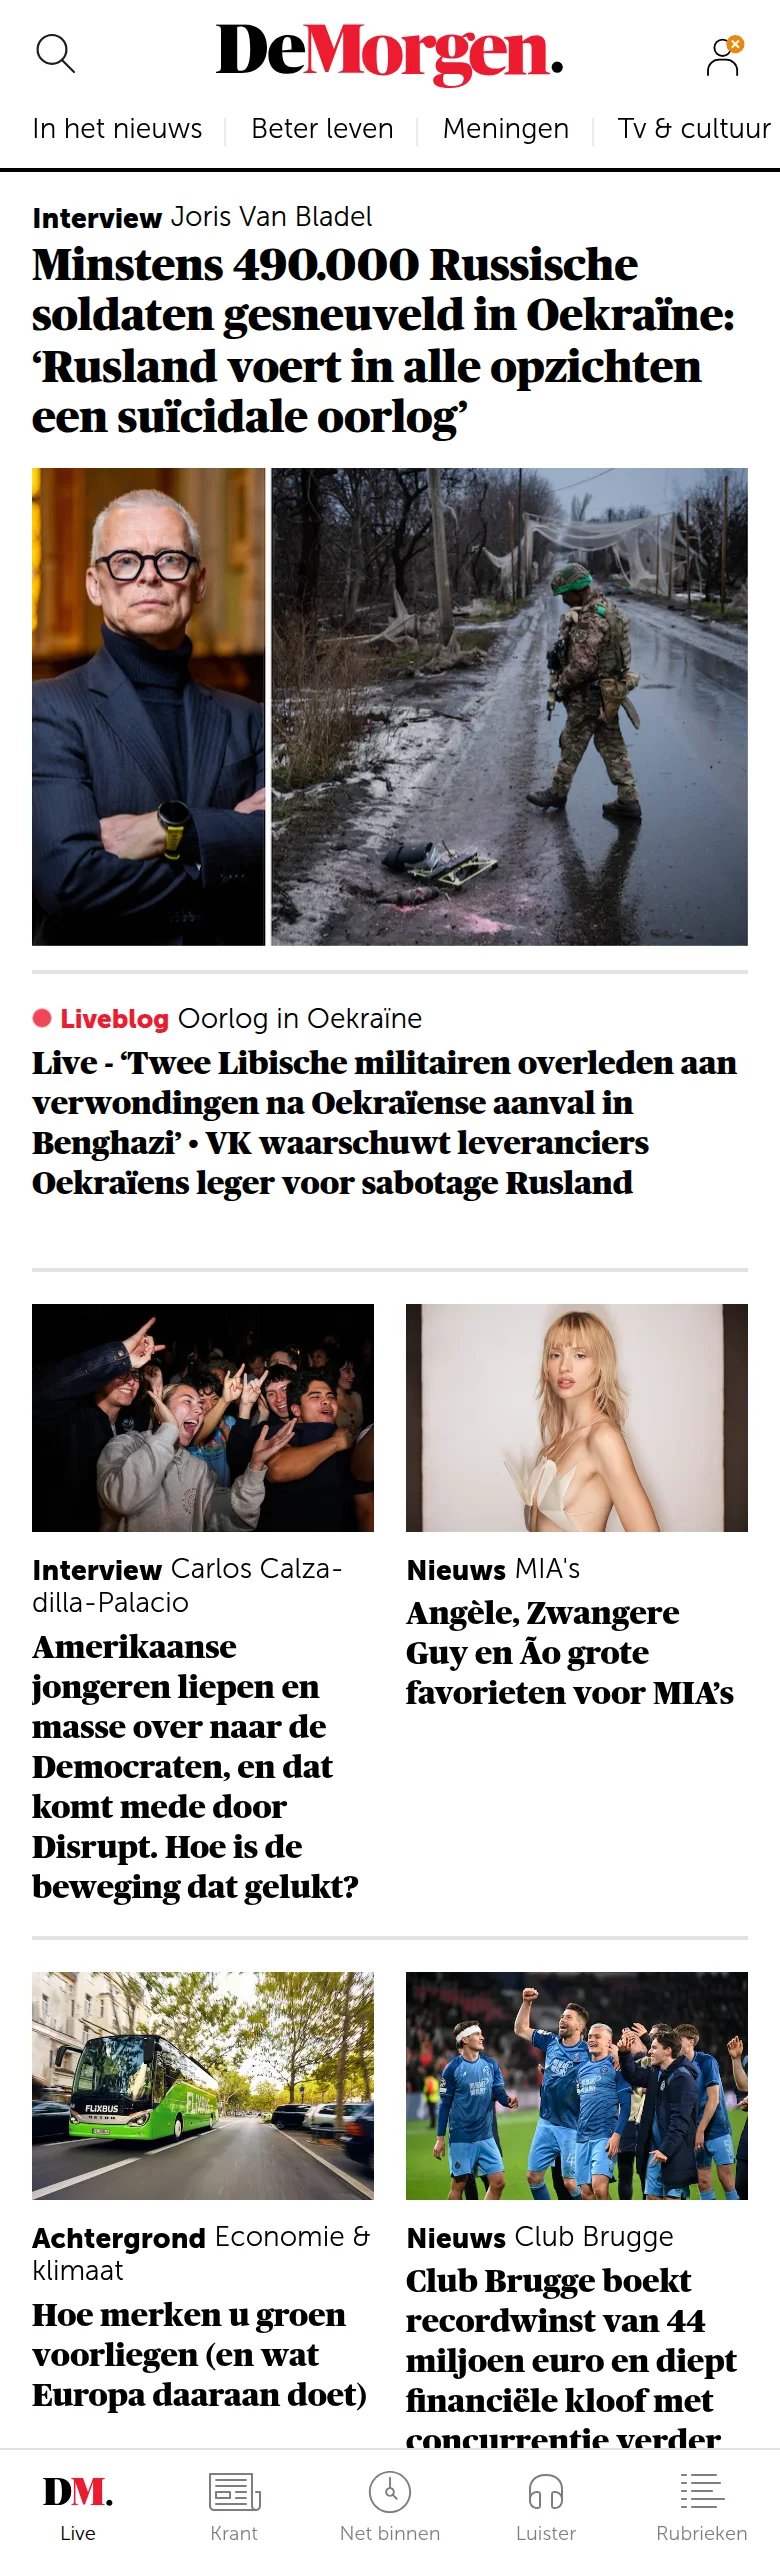 DeMorgen.
In het nieuws
Beter leven
Meningen
Tv & cultuur
Interview Joris Van Bladel
Minstens 490.000 Russische
soldaten gesneuveld in Oekraïne:
‘Rusland voert in alle opzichten
een suïcidale oorlog’
Liveblog Oorlog in Oekraïne
Live - ‘Twee Libische militairen overleden aan
verwondingen na Oekraïense aanval in
Benghazi’ • VK waarschuwt leveranciers
Oekraïens leger voor sabotage Rusland
Interview Carlos Calza-
dilla-Palacio
Amerikaanse
jongeren liepen en
masse over naar de
Democraten, en dat
komt mede door
Disrupt. Hoe is de
beweging dat gelukt?
Nieuws MIA's
Angèle, Zwangere
Guy en Ão grote
favorieten voor MIA’s
FLiXBUS
Achtergrond Economie &
klimaat
Hoe merken u groen
voorliegen (en wat
Europa daaraan doet)
Nieuws Club Brugge
Club Brugge boekt
recordwinst van 44
miljoen euro en diept
financiële kloof met
concurrentie verder
DM.
Live
Krant
Net binnen
Luister
Rubrieken